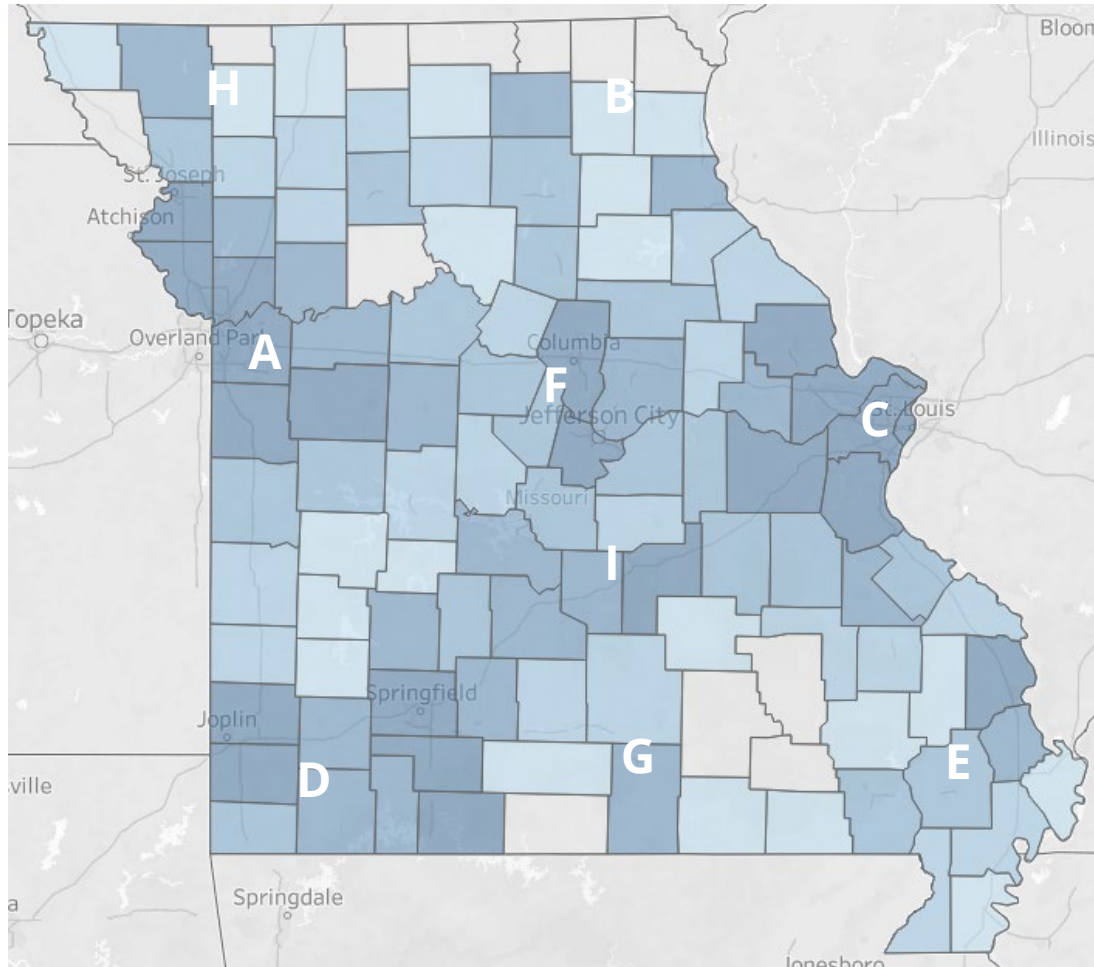 Bloom
H
B
Illinois
St. Joseph
Atchison
Topeka
Overland Park
A
Columbia
F
Jefferson City
C
St. Louis
Missouri
I
Springfield
Joplin
D
G
E
ville
Springdale
a
Jonesboro